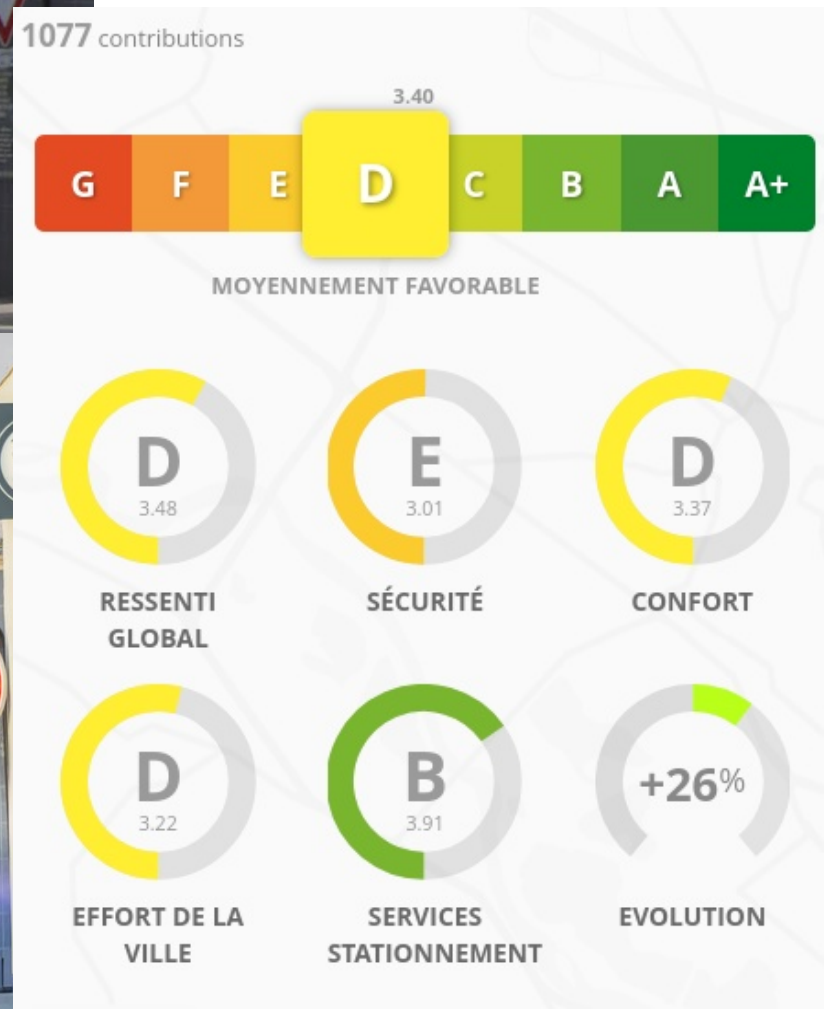 1077 contributions
3.40
G F E D C B A A+
MOYENNEMENT FAVORABLE
D
3.48
RESSENTI
GLOBAL
E
3.01
SÉCURITÉ
D
3.37
CONFORT
D
3.22
EFFORT DE LA
VILLE
B
3.91
SERVICES
STATIONNEMENT
+26%
EVOLUTION